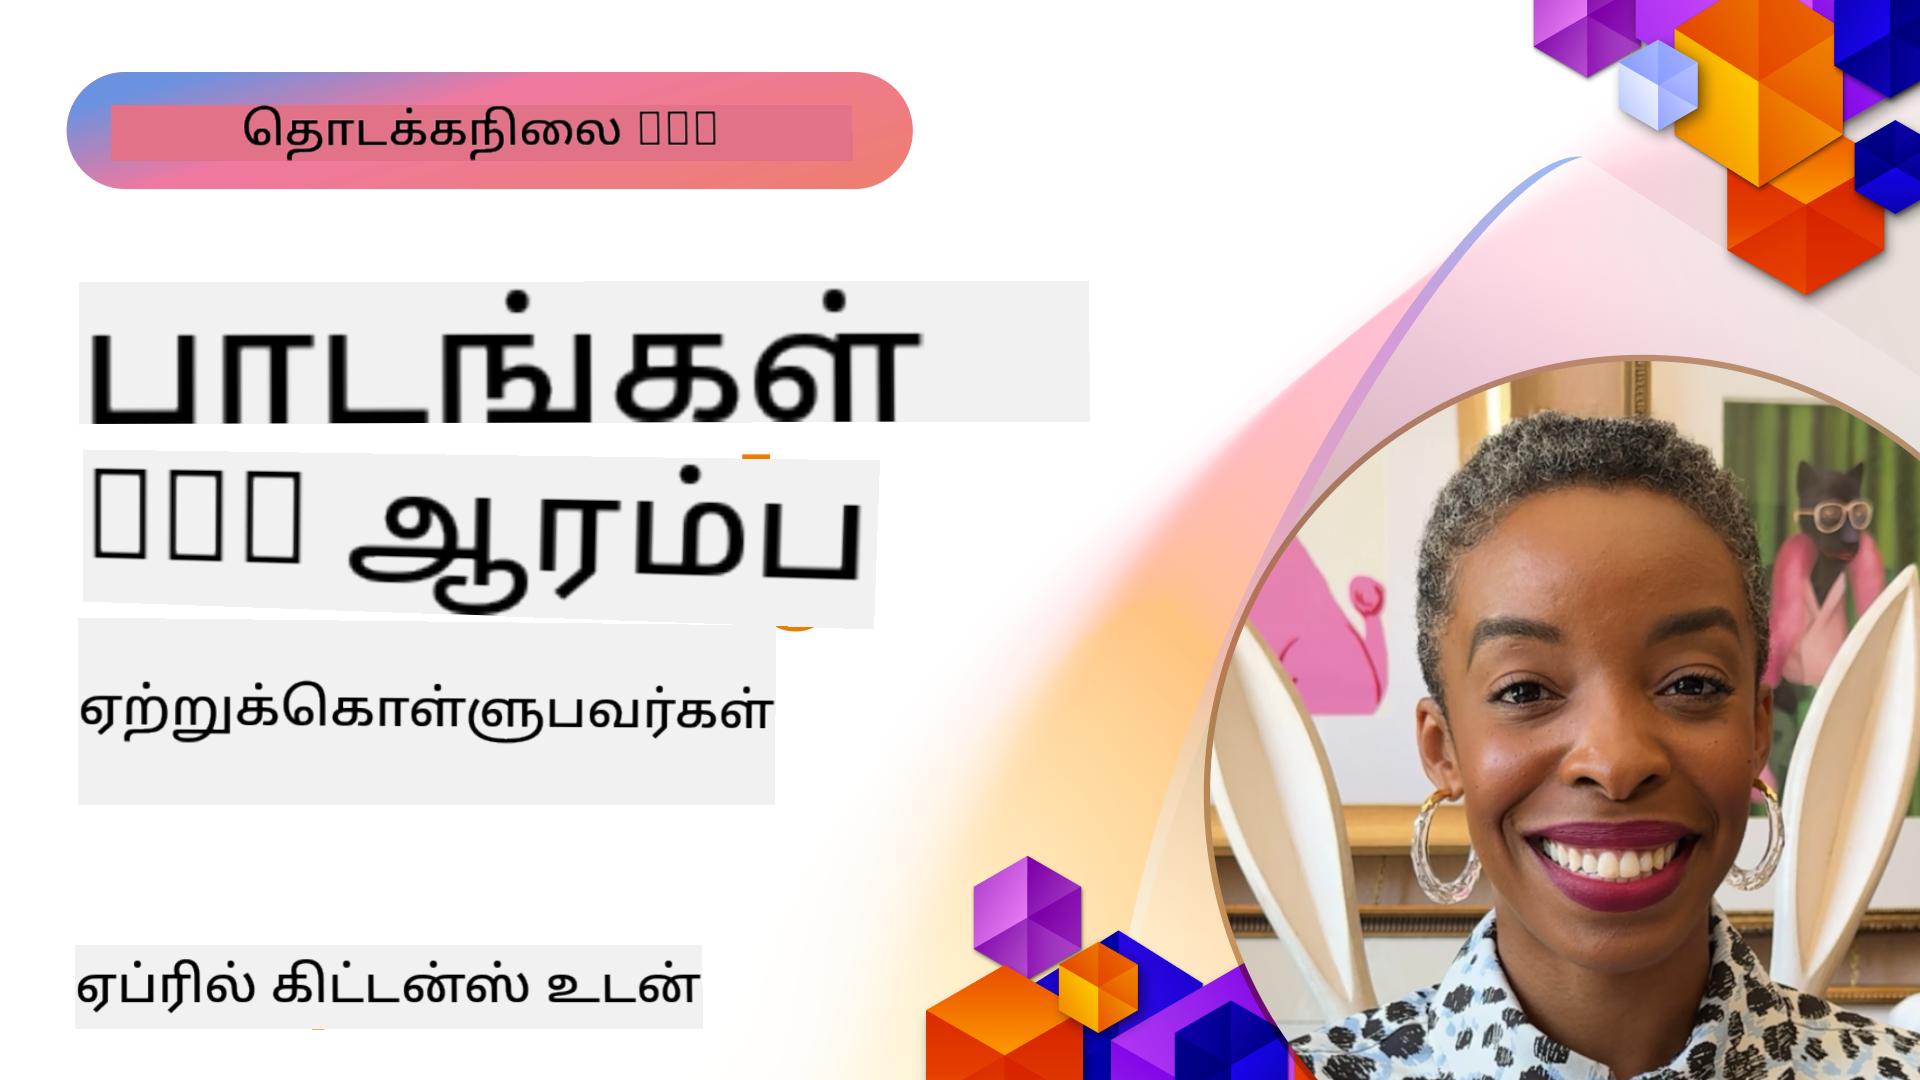 தொடக்கநிலை
பாடங்கள்
ஆரம்ப
ஏற்றுக்கொள்ளுபவர்கள்
ஏப்ரில் கிட்டன்ஸ் உடன்